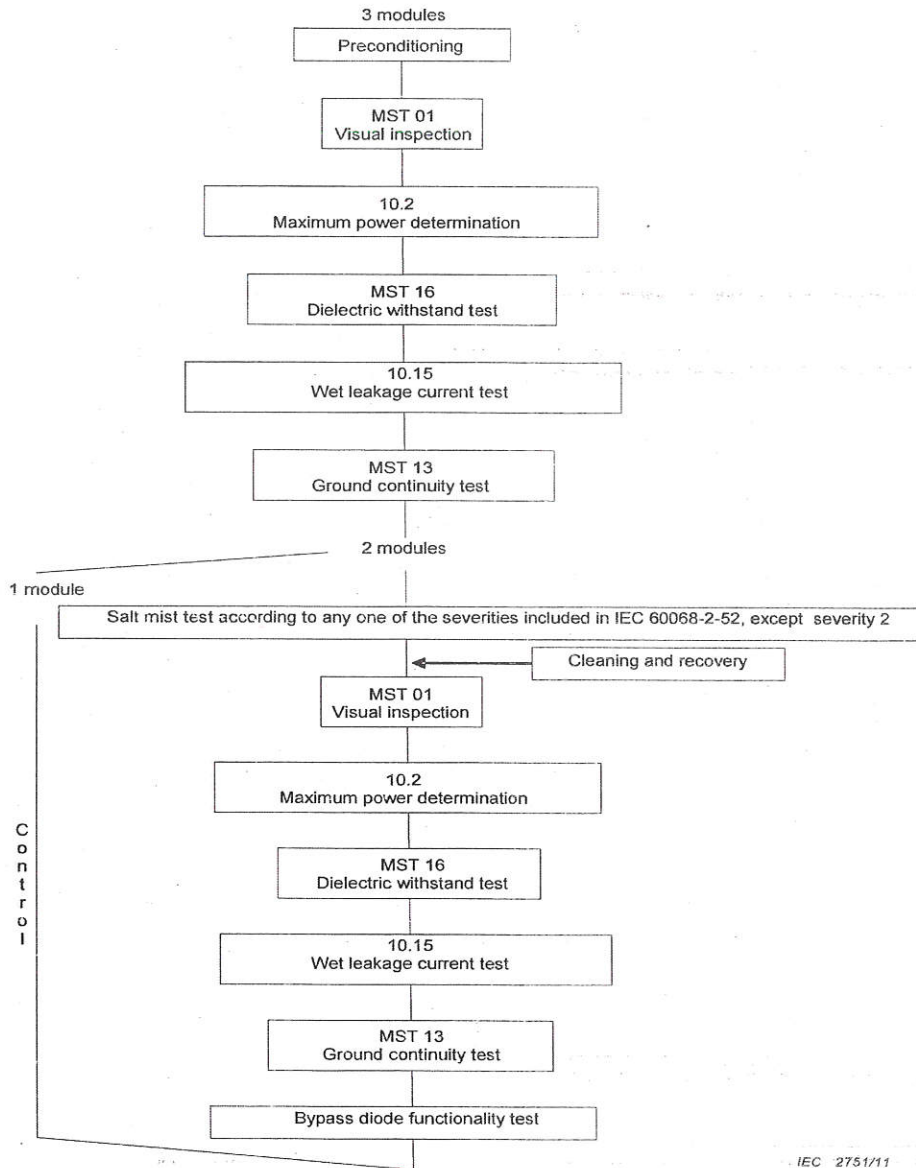 3 modules
Preconditioning
MST 01
Visual inspection
10.2
Maximum power determination
MST 16
Dielectric withstand test
10.15
Wet leakage current test
MST 13
Ground continuity test
2 modules
1 module
Salt mist test according to any one of the severities included in IEC 60068-2-52, except severity 2
Cleaning and recovery
MST 01
Visual inspection
10.2
Maximum power determination
MST 16
Dielectric withstand test
10.15
Wet leakage current test
MST 13
Ground continuity test
Bypass diode functionality test
Control
IEC 2751/11